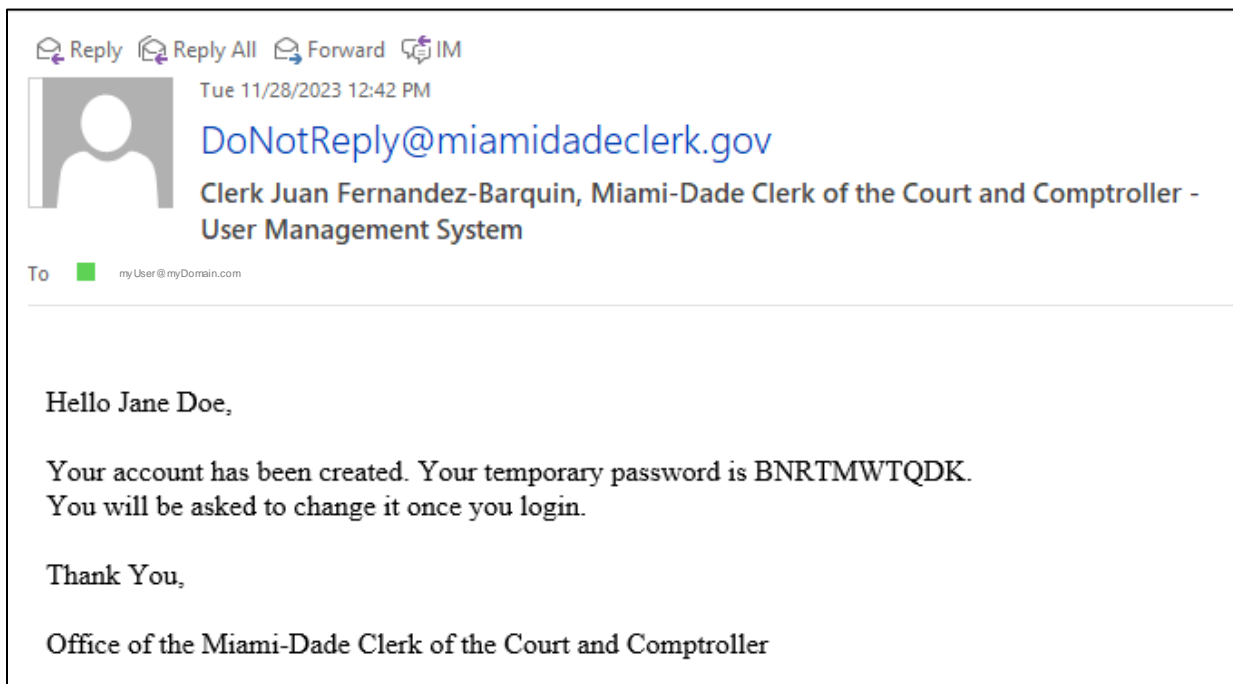 Reply Reply All Forward IM
Tue 11/28/2023 12:42 PM
DoNotReply@miamidadeclerk.gov
Clerk Juan Fernandez-Barquin, Miami-Dade Clerk of the Court and Comptroller -
User Management System
To myUser@myDomain.com
Hello Jane Doe,
Your account has been created. Your temporary password is BNRTMWTQDK.
You will be asked to change it once you login.
Thank You,
Office of the Miami-Dade Clerk of the Court and Comptroller